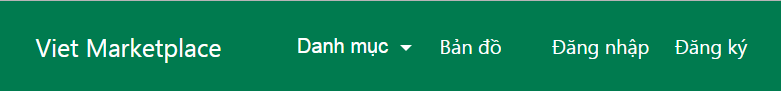 Viet Marketplace Danh mục Bản đồ Đăng nhập Đăng ký